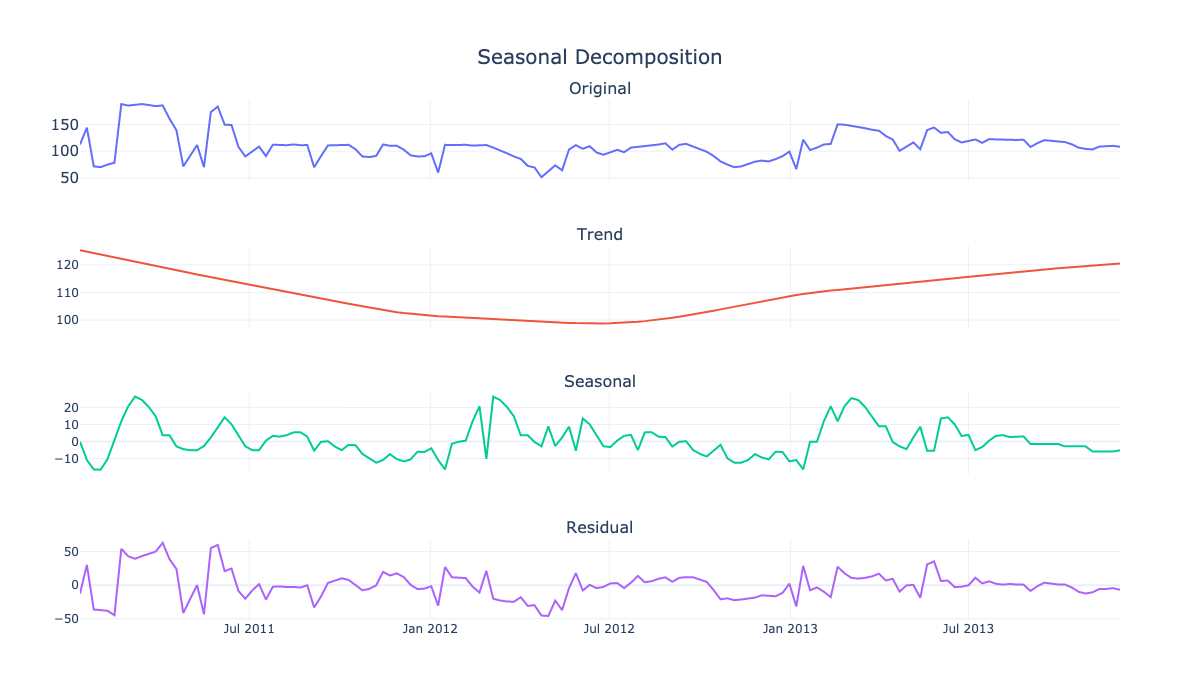 Seasonal Decomposition
Original
150
100
50
Trend
120
110
100
Seasonal
20
10
0
−10
Residual
50
0
−50
Jul 2011 Jan 2012 Jul 2012 Jan 2013 Jul 2013